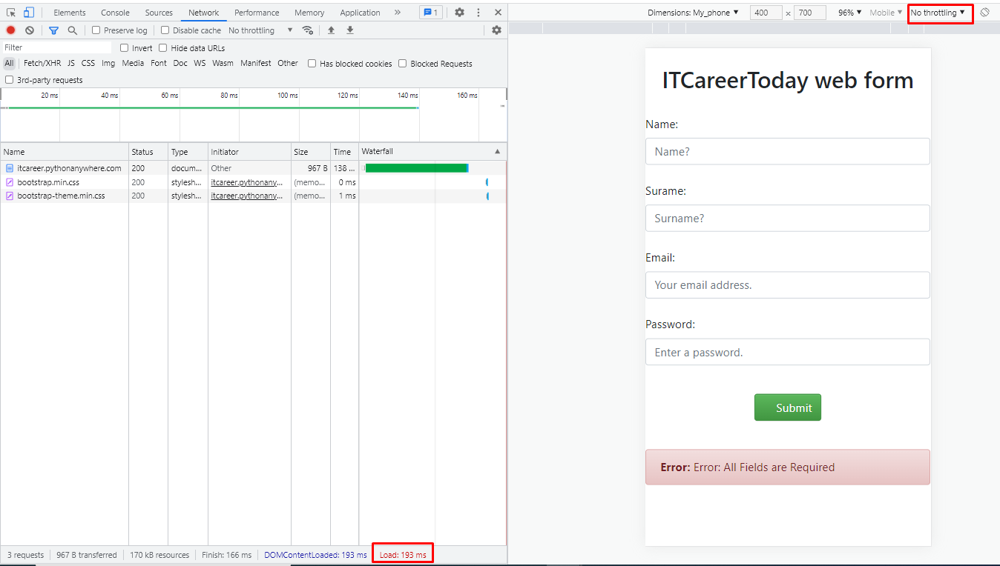 Elements Console Sources Network Performance Memory Application » 1
Preserve log Disable cache No throttling
Filter Invert Hide data URLs
All Fetch/XHR JS CSS Img Media Font Doc WS Wasm Manifest Other Has blocked cookies Blocked Requests
3rd-party requests
20 ms 40 ms 60 ms 80 ms 100 ms 120 ms 140 ms 160 ms
Name Status Type Initiator Size Time Waterfall
itcareer.pythonanywhere.com 200 docum... Other 967 B 138 ...
bootstrap.min.css 200 stylesh... itcareer.pythonany... (memo... 0 ms
bootstrap-theme.min.css 200 stylesh... itcareer.pythonany... (memo... 1 ms
3 requests 967 B transferred 170 kB resources Finish: 166 ms DOMContentLoaded: 193 ms Load: 193 ms
Dimensions: My_phone 400 × 700 96% Mobile No throttling
ITCareerToday web form
Name:
Name?
Surame:
Surname?
Email:
Your email address.
Password:
Enter a password.
Submit
Error: Error: All Fields are Required